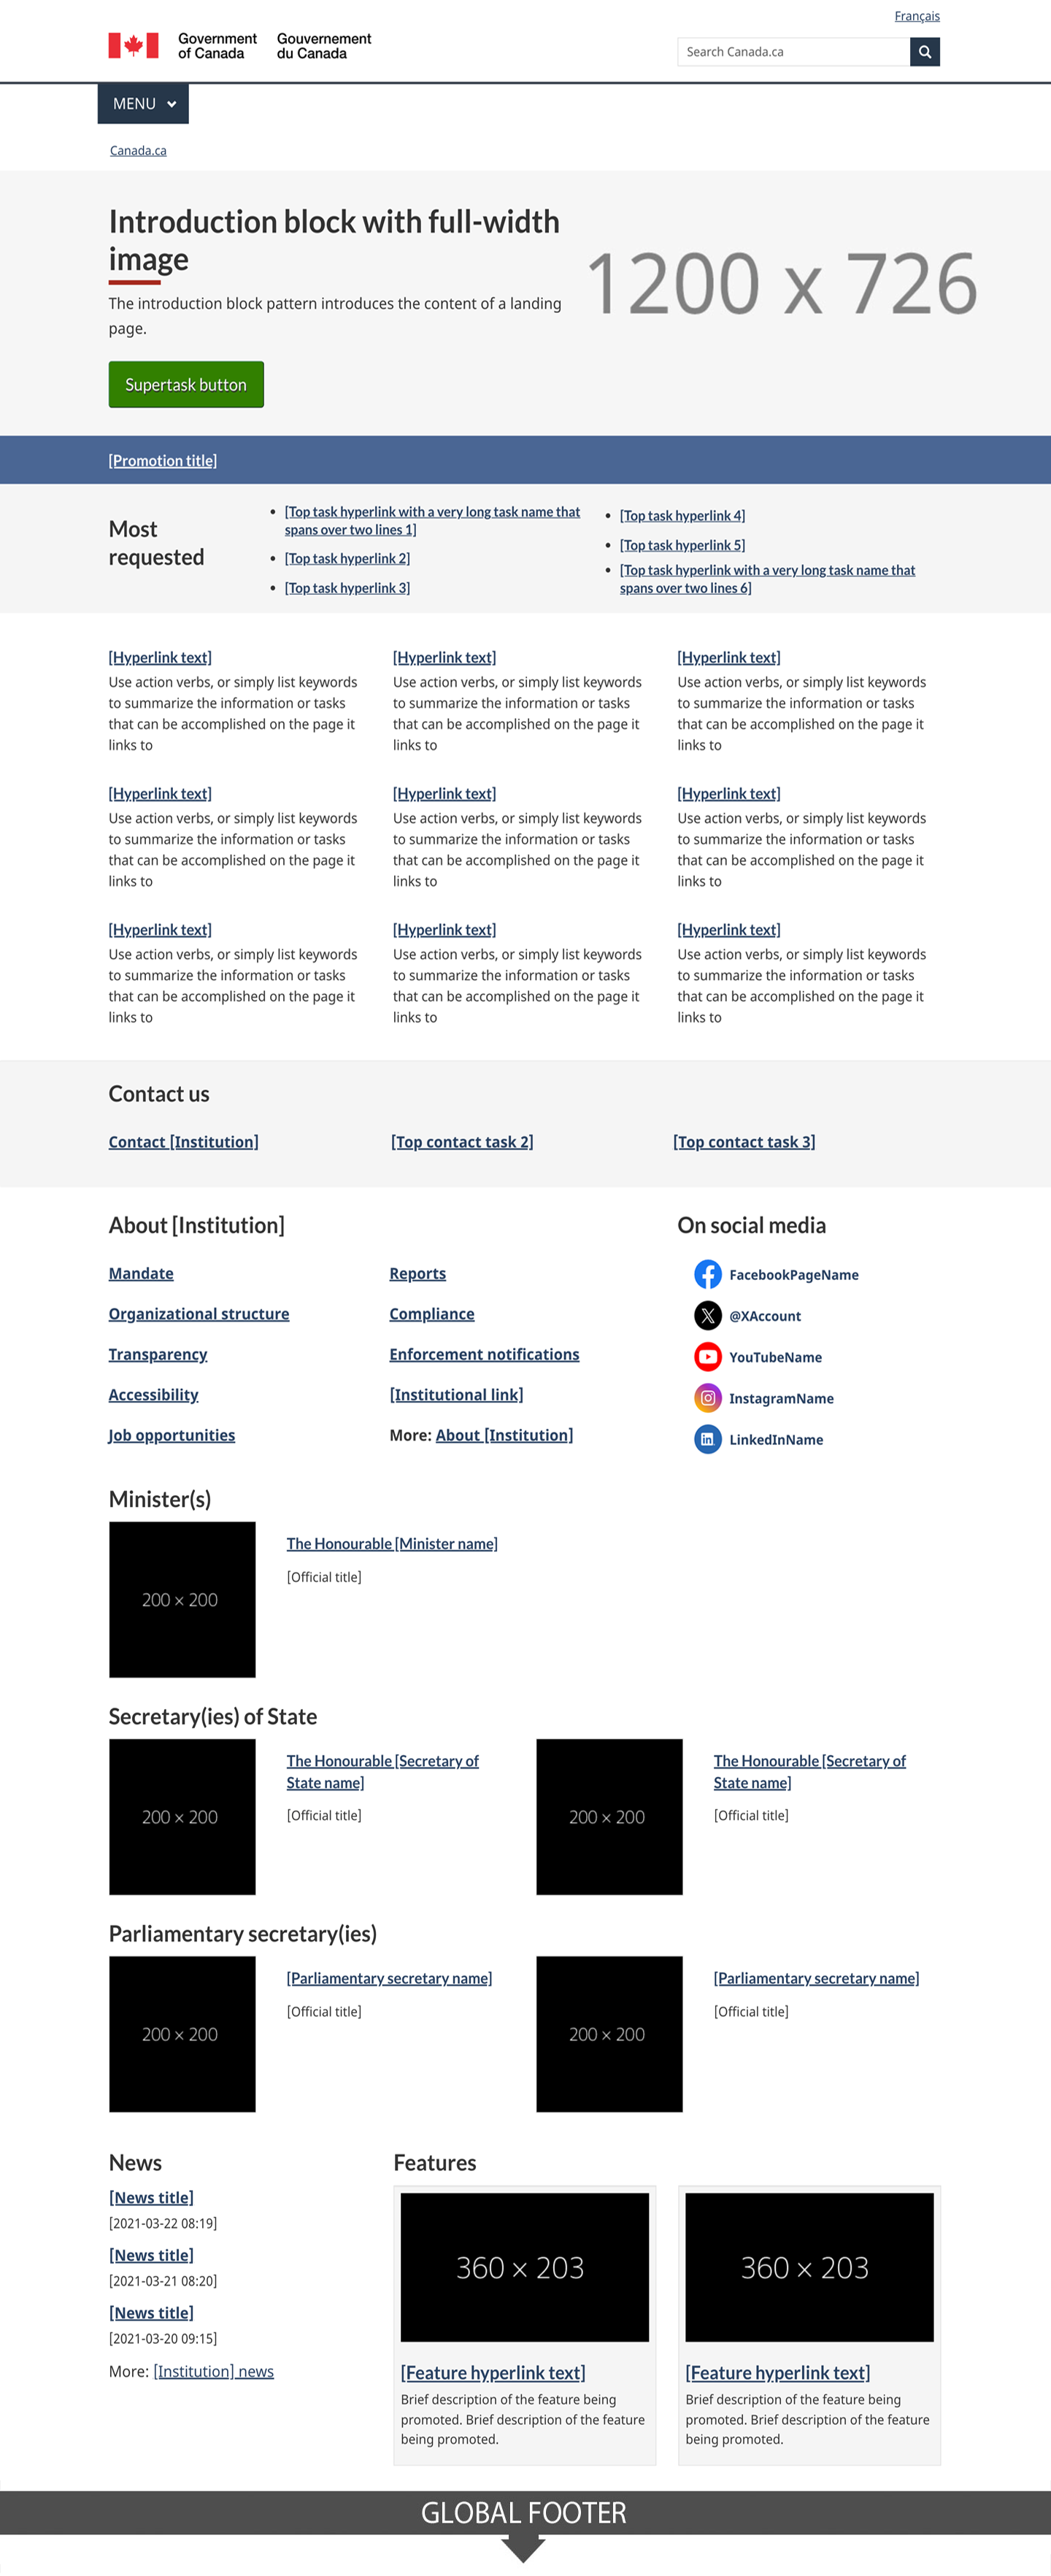 Français
Government of Canada
Gouvernement du Canada
Search Canada.ca
MENU
Canada.ca
Introduction block with full-width
image
The introduction block pattern introduces the content of a landing
page.
1200 x 726
Supertask button
[Promotion title]
Most
requested
[Top task hyperlink with a very long task name that
spans over two lines 1]
[Top task hyperlink 2]
[Top task hyperlink 3]
[Top task hyperlink 4]
[Top task hyperlink 5]
[Top task hyperlink with a very long task name that
spans over two lines 6]
[Hyperlink text]
Use action verbs, or simply list keywords
to summarize the information or tasks
that can be accomplished on the page it
links to
[Hyperlink text]
Use action verbs, or simply list keywords
to summarize the information or tasks
that can be accomplished on the page it
links to
[Hyperlink text]
Use action verbs, or simply list keywords
to summarize the information or tasks
that can be accomplished on the page it
links to
[Hyperlink text]
Use action verbs, or simply list keywords
to summarize the information or tasks
that can be accomplished on the page it
links to
[Hyperlink text]
Use action verbs, or simply list keywords
to summarize the information or tasks
that can be accomplished on the page it
links to
[Hyperlink text]
Use action verbs, or simply list keywords
to summarize the information or tasks
that can be accomplished on the page it
links to
[Hyperlink text]
Use action verbs, or simply list keywords
to summarize the information or tasks
that can be accomplished on the page it
links to
[Hyperlink text]
Use action verbs, or simply list keywords
to summarize the information or tasks
that can be accomplished on the page it
links to
[Hyperlink text]
Use action verbs, or simply list keywords
to summarize the information or tasks
that can be accomplished on the page it
links to
Contact us
Contact [Institution]
[Top contact task 2]
[Top contact task 3]
About [Institution]
Mandate
Organizational structure
Transparency
Accessibility
Job opportunities
Reports
Compliance
Enforcement notifications
[Institutional link]
More: About [Institution]
On social media
FacebookPageName
@XAccount
YouTubeName
InstagramName
LinkedInName
Minister(s)
200 × 200
The Honourable [Minister name]
[Official title]
Secretary(ies) of State
200 × 200
The Honourable [Secretary of
State name]
[Official title]
200 × 200
The Honourable [Secretary of
State name]
[Official title]
Parliamentary secretary(ies)
200 × 200
[Parliamentary secretary name]
[Official title]
200 × 200
[Parliamentary secretary name]
[Official title]
News
[News title]
[2021-03-22 08:19]
[News title]
[2021-03-21 08:20]
[News title]
[2021-03-20 09:15]
More: [Institution] news
Features
360 × 203
[Feature hyperlink text]
Brief description of the feature being
promoted. Brief description of the feature
being promoted.
360 × 203
[Feature hyperlink text]
Brief description of the feature being
promoted. Brief description of the feature
being promoted.
GLOBAL FOOTER